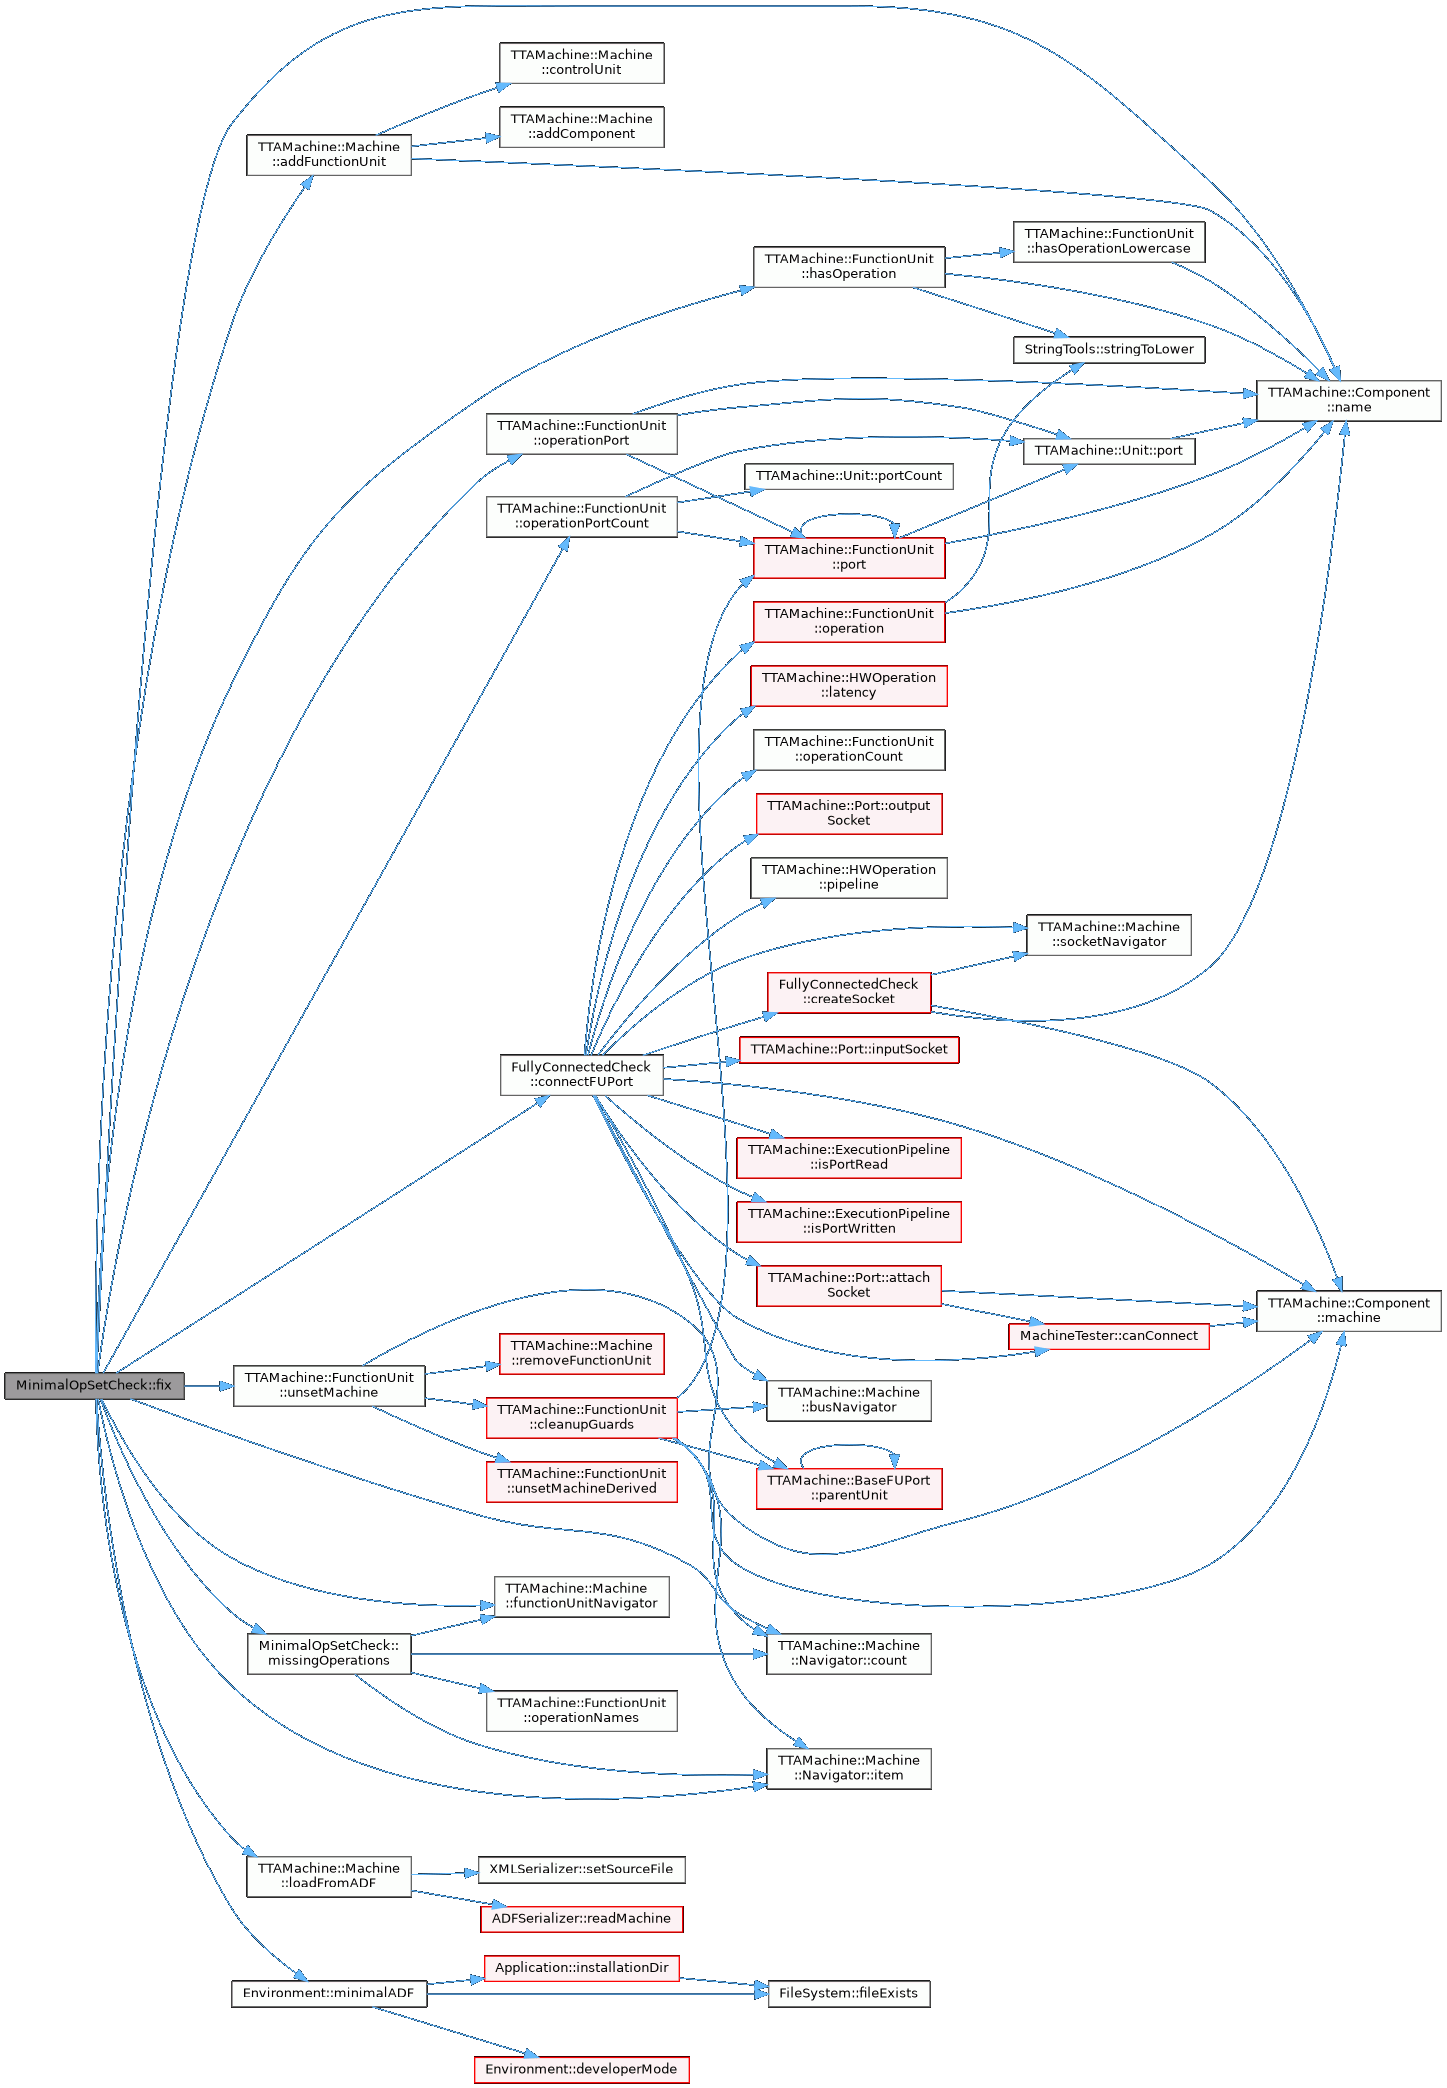 TTAMachine::Machine
::controlUnit
TTAMachine::Machine
::addComponent
TTAMachine::Machine
::addFunctionUnit
TTAMachine::FunctionUnit
::hasOperationLowercase
TTAMachine::FunctionUnit
::hasOperation
StringTools::stringToLower
TTAMachine::Component
::name
TTAMachine::FunctionUnit
::operationPort
TTAMachine::Unit::port
TTAMachine::Unit::portCount
TTAMachine::FunctionUnit
::operationPortCount
TTAMachine::FunctionUnit
::port
TTAMachine::FunctionUnit
::operation
TTAMachine::HWOperation
::latency
TTAMachine::FunctionUnit
::operationCount
TTAMachine::Port::output
Socket
TTAMachine::HWOperation
::pipeline
TTAMachine::Machine
::socketNavigator
FullyConnectedCheck
::createSocket
TTAMachine::Port::inputSocket
FullyConnectedCheck
::connectFUPort
TTAMachine::ExecutionPipeline
::isPortRead
TTAMachine::ExecutionPipeline
::isPortWritten
TTAMachine::Port::attach
Socket
TTAMachine::Component
::machine
MachineTester::canConnect
TTAMachine::Machine
::removeFunctionUnit
MinimalOpSetCheck::fix
TTAMachine::FunctionUnit
::unsetMachine
TTAMachine::Machine
::busNavigator
TTAMachine::FunctionUnit
::cleanupGuards
TTAMachine::FunctionUnit
::unsetMachineDerived
TTAMachine::BaseFUPort
::parentUnit
TTAMachine::Machine
::functionUnitNavigator
MinimalOpSetCheck::
missingOperations
TTAMachine::Machine
::Navigator::count
TTAMachine::FunctionUnit
::operationNames
TTAMachine::Machine
::Navigator::item
TTAMachine::Machine
::loadFromADF
XMLSerializer::setSourceFile
ADFSerializer::readMachine
Application::installationDir
Environment::minimalADF
FileSystem::fileExists
Environment::developerMode